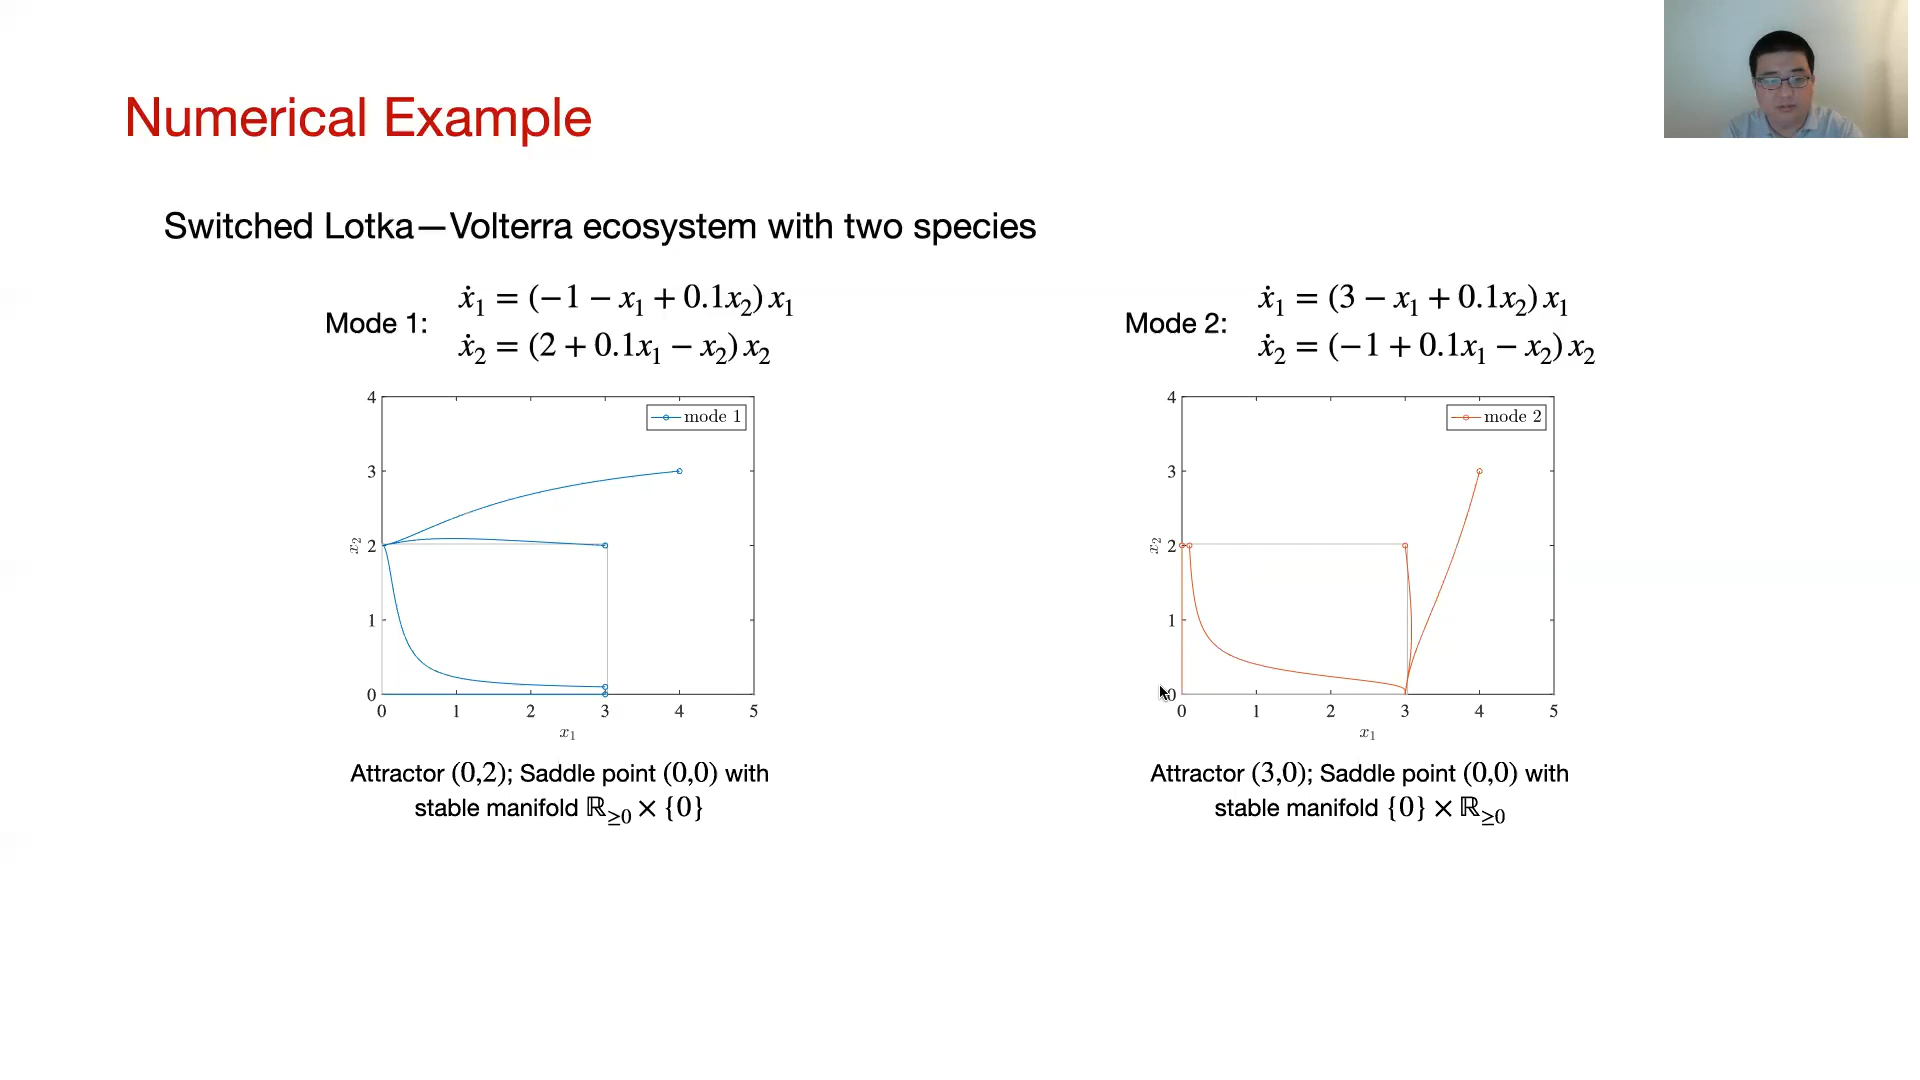 Numerical Example
Switched Lotka—Volterra ecosystem with two species
Mode 1:
ẋ₁ = (−1 − x₁ + 0.1x₂) x₁
ẋ₂ = (2 + 0.1x₁ − x₂) x₂
Mode 2:
ẋ₁ = (3 − x₁ + 0.1x₂) x₁
ẋ₂ = (−1 + 0.1x₁ − x₂) x₂
mode 1
4
3
2
1
0
x₂
0 1 2 3 4 5
x₁
Attractor (0,2); Saddle point (0,0) with
stable manifold ℝ≥0 × {0}
mode 2
4
3
2
1
0
x₂
0 1 2 3 4 5
x₁
Attractor (3,0); Saddle point (0,0) with
stable manifold {0} × ℝ≥0